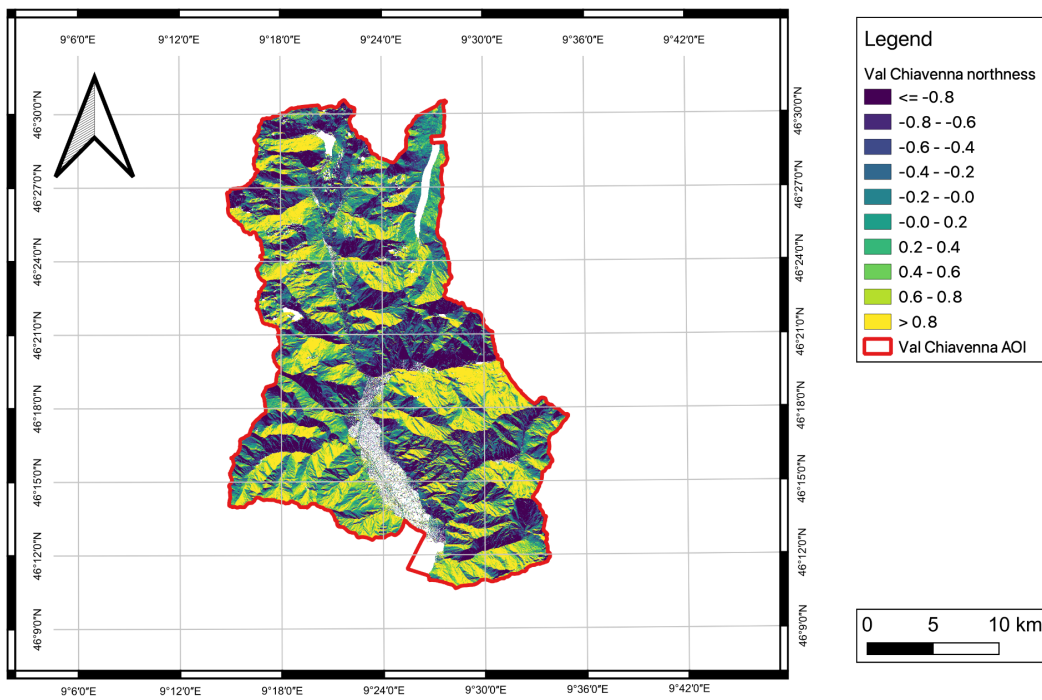 9°6'0"E 9°12'0"E 9°18'0"E 9°24'0"E 9°30'0"E 9°36'0"E 9°42'0"E
46°30'0"N 46°30'0"N
46°27'0"N 46°27'0"N
46°24'0"N 46°24'0"N
46°21'0"N 46°21'0"N
46°18'0"N 46°18'0"N
46°15'0"N 46°15'0"N
46°12'0"N 46°12'0"N
46°9'0"N 46°9'0"N
9°6'0"E 9°12'0"E 9°18'0"E 9°24'0"E 9°30'0"E 9°36'0"E 9°42'0"E
Legend
Val Chiavenna northness
<= -0.8
-0.8 - -0.6
-0.6 - -0.4
-0.4 - -0.2
-0.2 - -0.0
-0.0 - 0.2
0.2 - 0.4
0.4 - 0.6
0.6 - 0.8
> 0.8
Val Chiavenna AOI
0 5 10 km